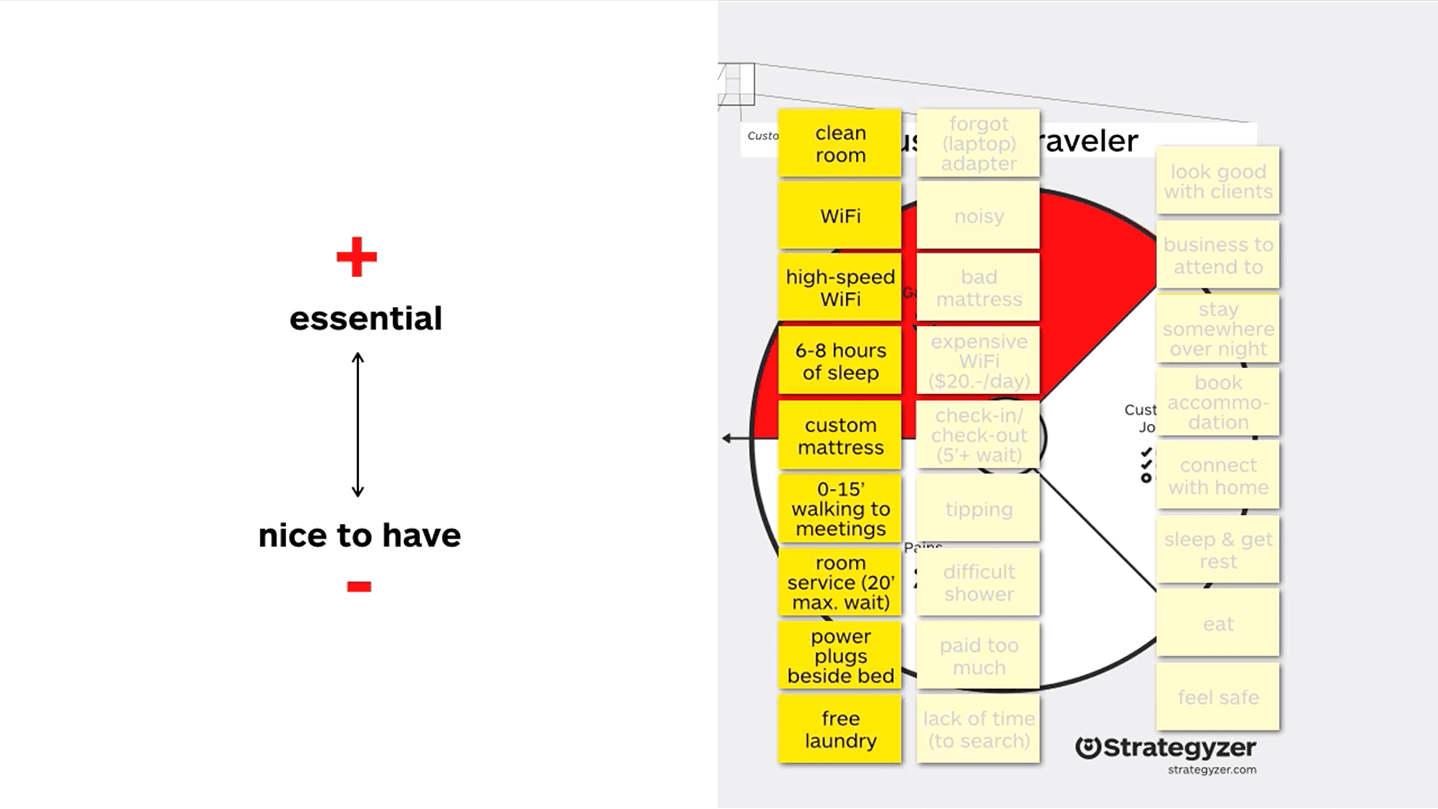 +
essential
nice to have
-
Custo
raveler
clean
room
WiFi
high-speed
WiFi
6-8 hours
of sleep
custom
mattress
0-15’
walking to
meetings
room
service (20’
max. wait)
power
plugs
beside bed
free
laundry
forgot
(laptop)
adapter
noisy
bad
mattress
expensive
WiFi
($20.-/day)
check-in/
check-out
(5’+ wait)
tipping
difficult
shower
paid too
much
lack of time
(to search)
Pains
Cust
Jo
look good
with clients
business to
attend to
stay
somewhere
over night
book
accommo-
dation
connect
with home
sleep & get
rest
eat
feel safe
Strategyzer
strategyzer.com